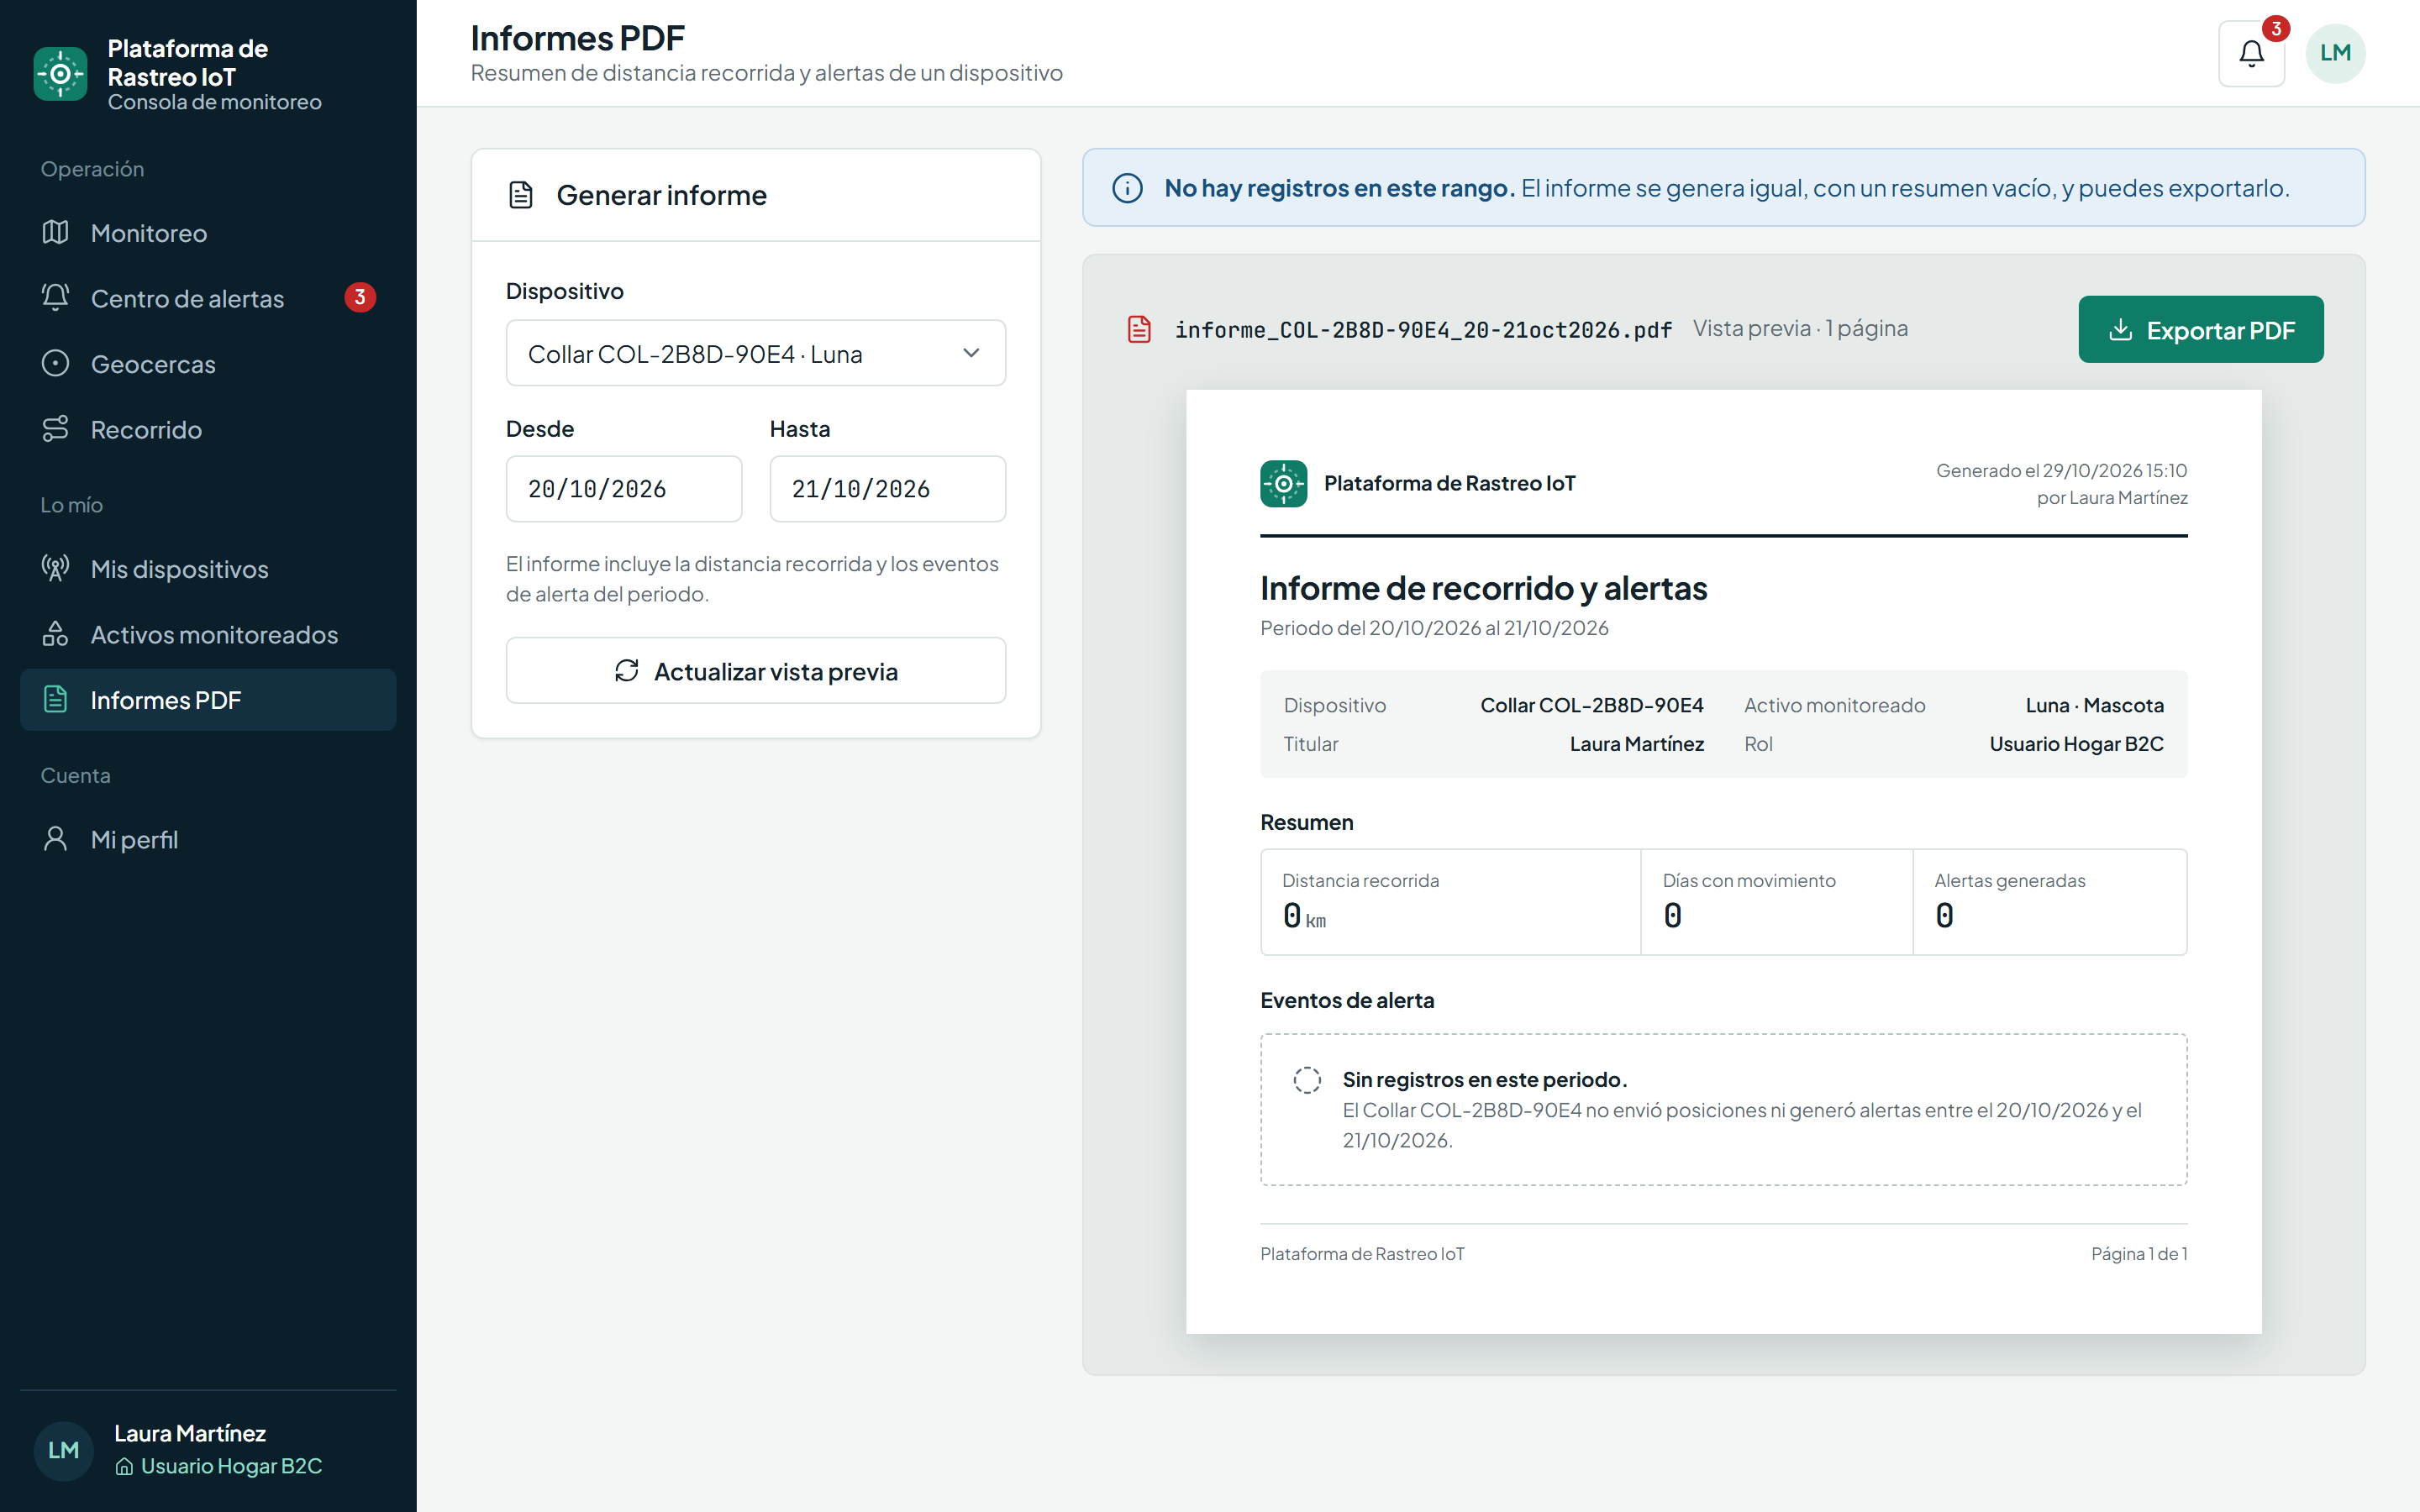 Plataforma de
Rastreo IoT
Consola de monitoreo
Operación
Monitoreo
Centro de alertas 3
Geocercas
Recorrido
Lo mío
Mis dispositivos
Activos monitoreados
Informes PDF
Cuenta
Mi perfil
LM
Laura Martínez
Usuario Hogar B2C
Informes PDF
Resumen de distancia recorrida y alertas de un dispositivo
3
LM
Generar informe
Dispositivo
Collar COL-2B8D-90E4 · Luna
Desde Hasta
20/10/2026 21/10/2026
El informe incluye la distancia recorrida y los eventos
de alerta del periodo.
Actualizar vista previa
No hay registros en este rango. El informe se genera igual, con un resumen vacío, y puedes exportarlo.
informe_COL-2B8D-90E4_20-21oct2026.pdf Vista previa · 1 página Exportar PDF
Plataforma de Rastreo IoT
Generado el 29/10/2026 15:10
por Laura Martínez
Informe de recorrido y alertas
Periodo del 20/10/2026 al 21/10/2026
Dispositivo Collar COL-2B8D-90E4 Activo monitoreado Luna · Mascota
Titular Laura Martínez Rol Usuario Hogar B2C
Resumen
Distancia recorrida Días con movimiento Alertas generadas
0 km 0 0
Eventos de alerta
Sin registros en este periodo.
El Collar COL-2B8D-90E4 no envió posiciones ni generó alertas entre el 20/10/2026 y el
21/10/2026.
Plataforma de Rastreo IoT Página 1 de 1